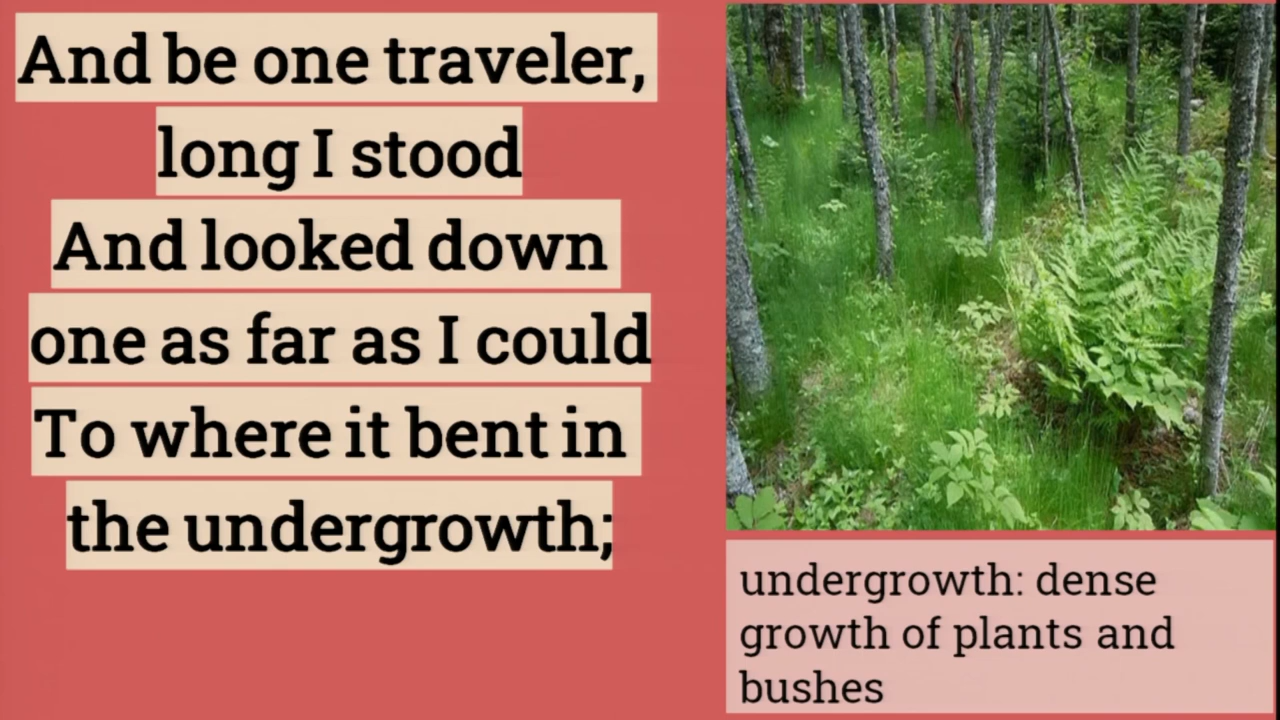 And be one traveler,
long I stood
And looked down
one as far as I could
To where it bent in
the undergrowth;
undergrowth: dense
growth of plants and
bushes